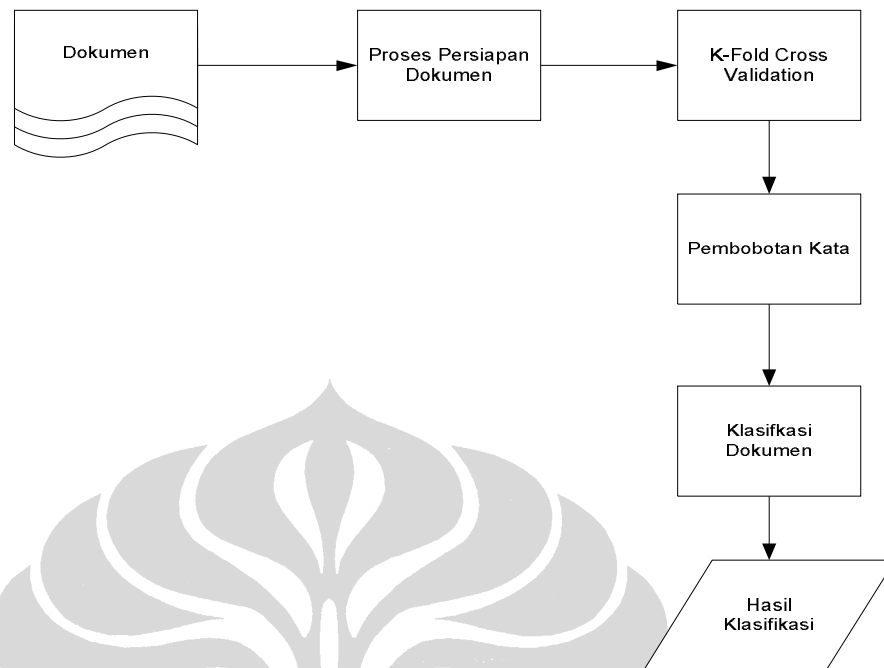 Dokumen
Proses Persiapan
Dokumen
K-Fold Cross
Validation
Pembobotan Kata
Klasifkasi
Dokumen
Hasil
Klasifikasi